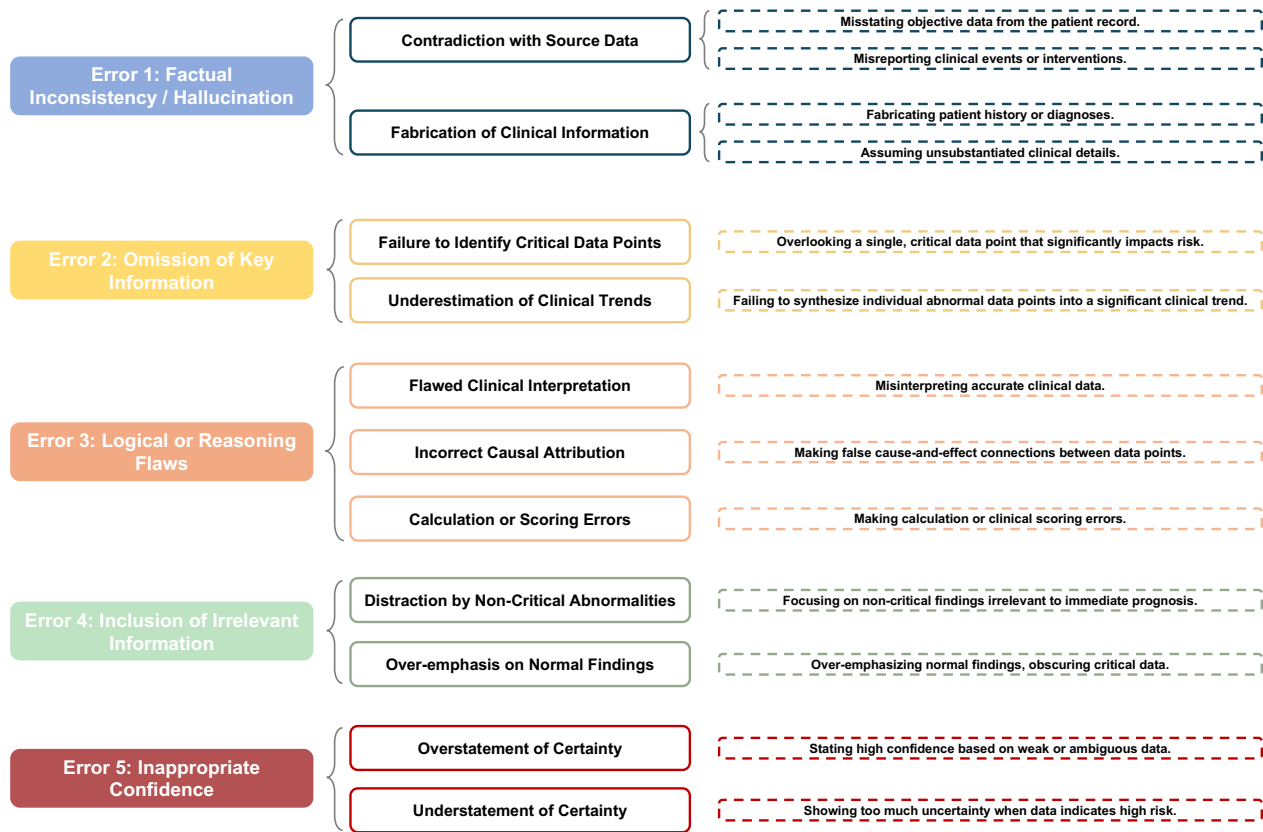 Error 1: Factual
Inconsistency / Hallucination
Contradiction with Source Data
Misstating objective data from the patient record.
Misreporting clinical events or interventions.
Fabrication of Clinical Information
Fabricating patient history or diagnoses.
Assuming unsubstantiated clinical details.
Error 2: Omission of Key
Information
Failure to Identify Critical Data Points
Overlooking a single, critical data point that significantly impacts risk.
Underestimation of Clinical Trends
Failing to synthesize individual abnormal data points into a significant clinical trend.
Error 3: Logical or Reasoning
Flaws
Flawed Clinical Interpretation
Misinterpreting accurate clinical data.
Incorrect Causal Attribution
Making false cause-and-effect connections between data points.
Calculation or Scoring Errors
Making calculation or clinical scoring errors.
Error 4: Inclusion of Irrelevant
Information
Distraction by Non-Critical Abnormalities
Focusing on non-critical findings irrelevant to immediate prognosis.
Over-emphasis on Normal Findings
Over-emphasizing normal findings, obscuring critical data.
Error 5: Inappropriate
Confidence
Overstatement of Certainty
Stating high confidence based on weak or ambiguous data.
Understatement of Certainty
Showing too much uncertainty when data indicates high risk.